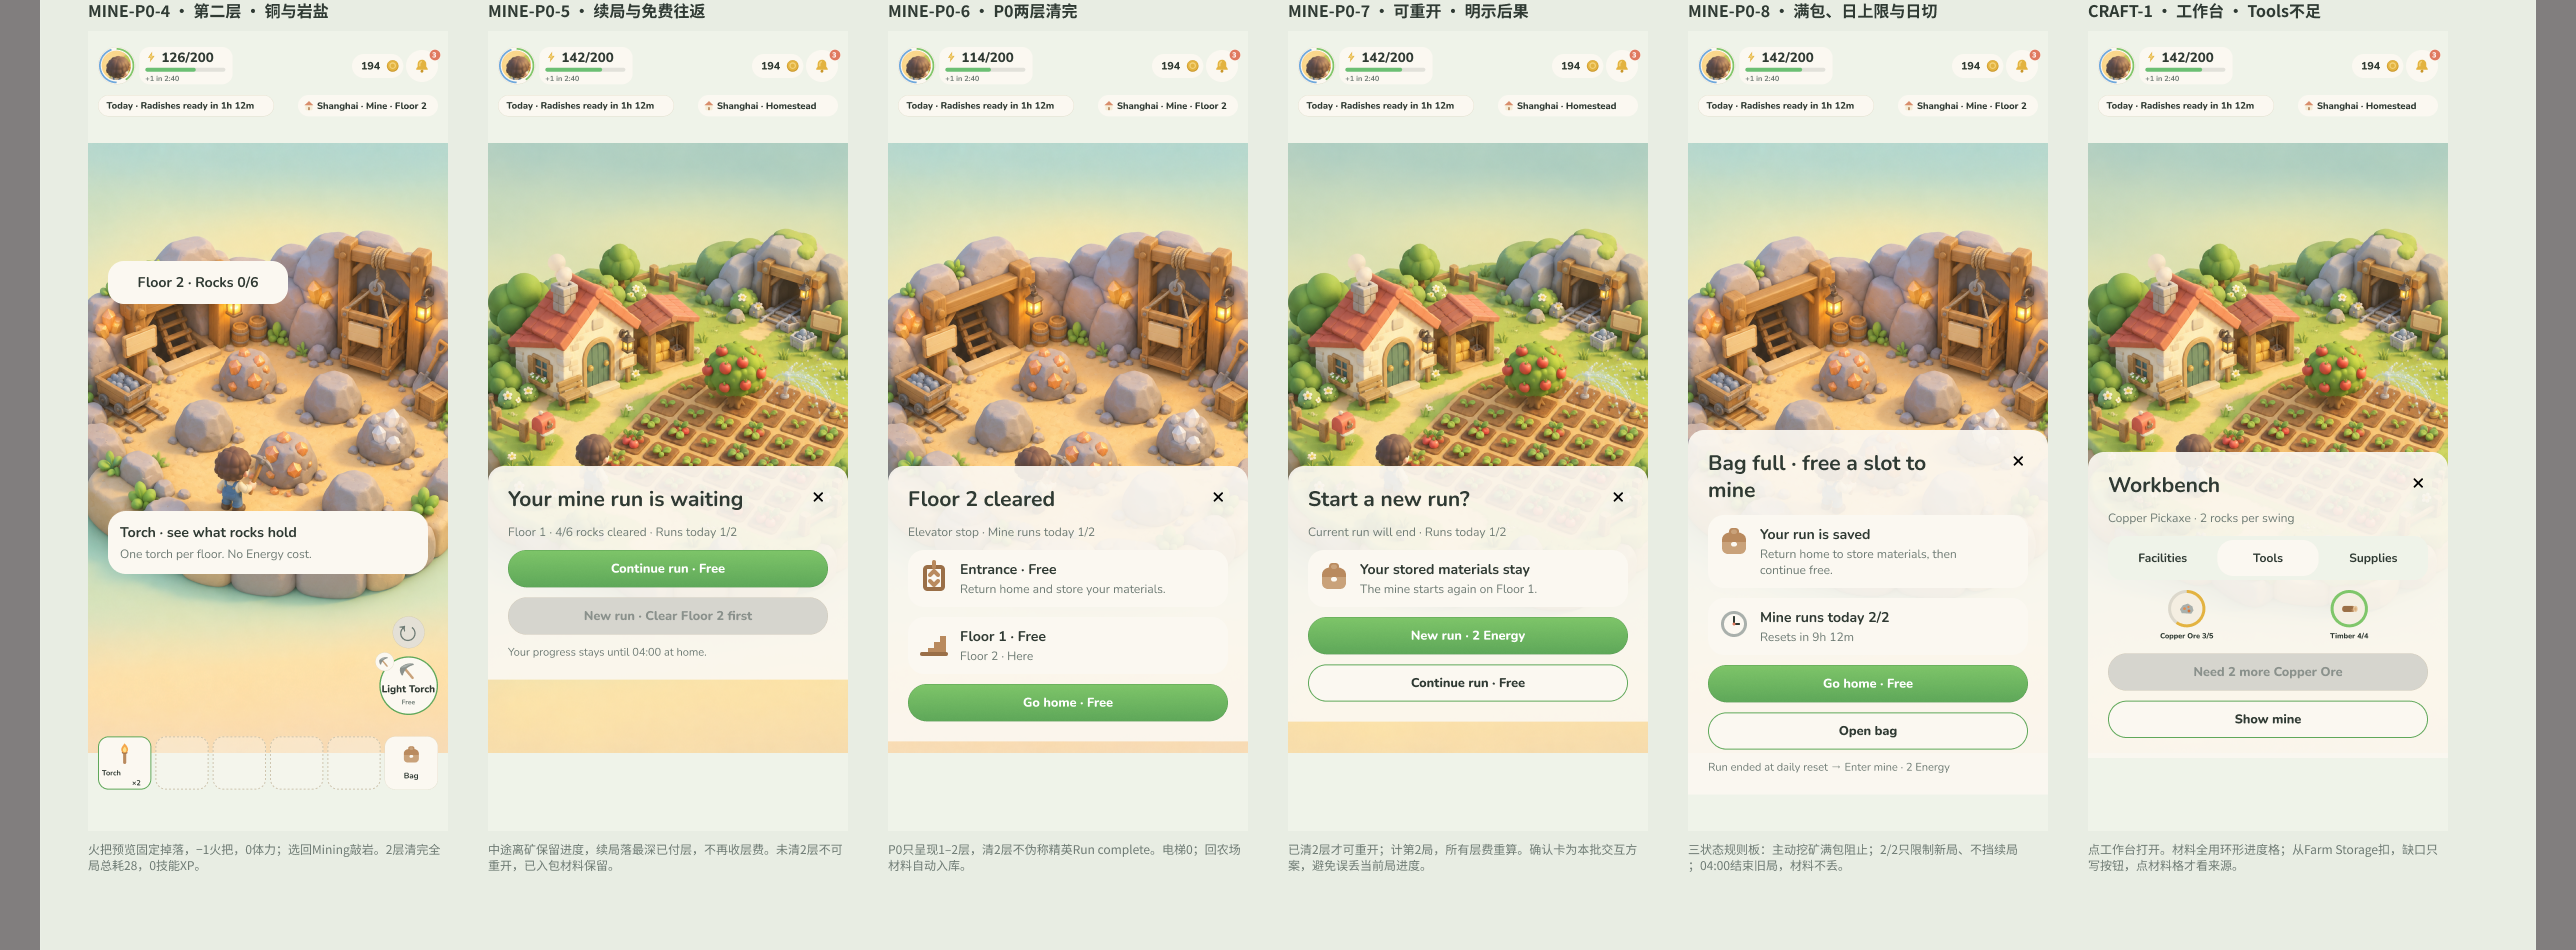 MINE-P0-4 • 第二层 • 铜与岩盐
126/200
+1 in 2:40
194
3
Today · Radishes ready in 1h 12m
Shanghai · Mine · Floor 2
Floor 2 · Rocks 0/6
Torch · see what rocks hold
One torch per floor. No Energy cost.
Light Torch
Free
Torch
×2
Bag
火把预览固定掉落，−1火把，0体力；选回Mining敲岩。2层清完全
局总耗28，0技能XP。
MINE-P0-5 • 续局与免费往返
142/200
+1 in 2:40
194
3
Today · Radishes ready in 1h 12m
Shanghai · Homestead
Your mine run is waiting
Floor 1 · 4/6 rocks cleared · Runs today 1/2
Continue run · Free
New run · Clear Floor 2 first
Your progress stays until 04:00 at home.
中途离矿保留进度，续局落最深已付层，不再收层费。未清2层不可
重开，已入包材料保留。
MINE-P0-6 • P0两层清完
114/200
+1 in 2:40
194
3
Today · Radishes ready in 1h 12m
Shanghai · Mine · Floor 2
Floor 2 cleared
Elevator stop · Mine runs today 1/2
Entrance · Free
Return home and store your materials.
Floor 1 · Free
Floor 2 · Here
Go home · Free
P0只呈现1–2层，清2层不伪称精英Run complete。电梯0；回农场
材料自动入库。
MINE-P0-7 • 可重开 • 明示后果
142/200
+1 in 2:40
194
3
Today · Radishes ready in 1h 12m
Shanghai · Homestead
Start a new run?
Current run will end · Runs today 1/2
Your stored materials stay
The mine starts again on Floor 1.
New run · 2 Energy
Continue run · Free
已清2层才可重开；计第2局，所有层费重算。确认卡为本批交互方
案，避免误丢当前局进度。
MINE-P0-8 • 满包、日上限与日切
142/200
+1 in 2:40
194
3
Today · Radishes ready in 1h 12m
Shanghai · Mine · Floor 2
Bag full · free a slot to
mine
Your run is saved
Return home to store materials, then
continue free.
Mine runs today 2/2
Resets in 9h 12m
Go home · Free
Open bag
Run ended at daily reset → Enter mine · 2 Energy
三状态规则板：主动挖矿满包阻止；2/2只限制新局、不挡续局
；04:00结束旧局，材料不丢。
CRAFT-1 • 工作台 • Tools不足
142/200
+1 in 2:40
194
3
Today · Radishes ready in 1h 12m
Shanghai · Homestead
Workbench
Copper Pickaxe · 2 rocks per swing
Facilities
Tools
Supplies
Copper Ore 3/5
Timber 4/4
Need 2 more Copper Ore
Show mine
点工作台打开。材料全用环形进度格；从Farm Storage扣，缺口只
写按钮，点材料格才看来源。